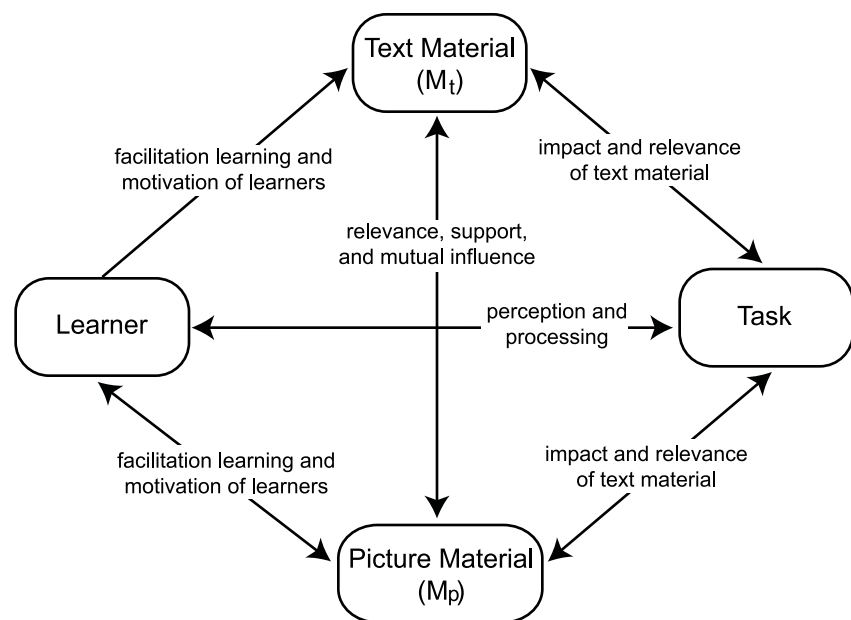 Text Material
(Mt)
facilitation learning and
motivation of learners
impact and relevance
of text material
relevance, support,
and mutual influence
Learner
perception and
processing
Task
facilitation learning and
motivation of learners
impact and relevance
of text material
Picture Material
(Mp)